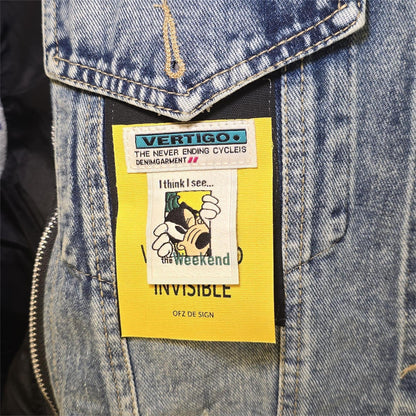 VERTIGO.
THE NEVER ENDING CYCLEIS
DENIMGARMENT
I think I see...
the weekend
INVISIBLE
OFZ DE SIGN